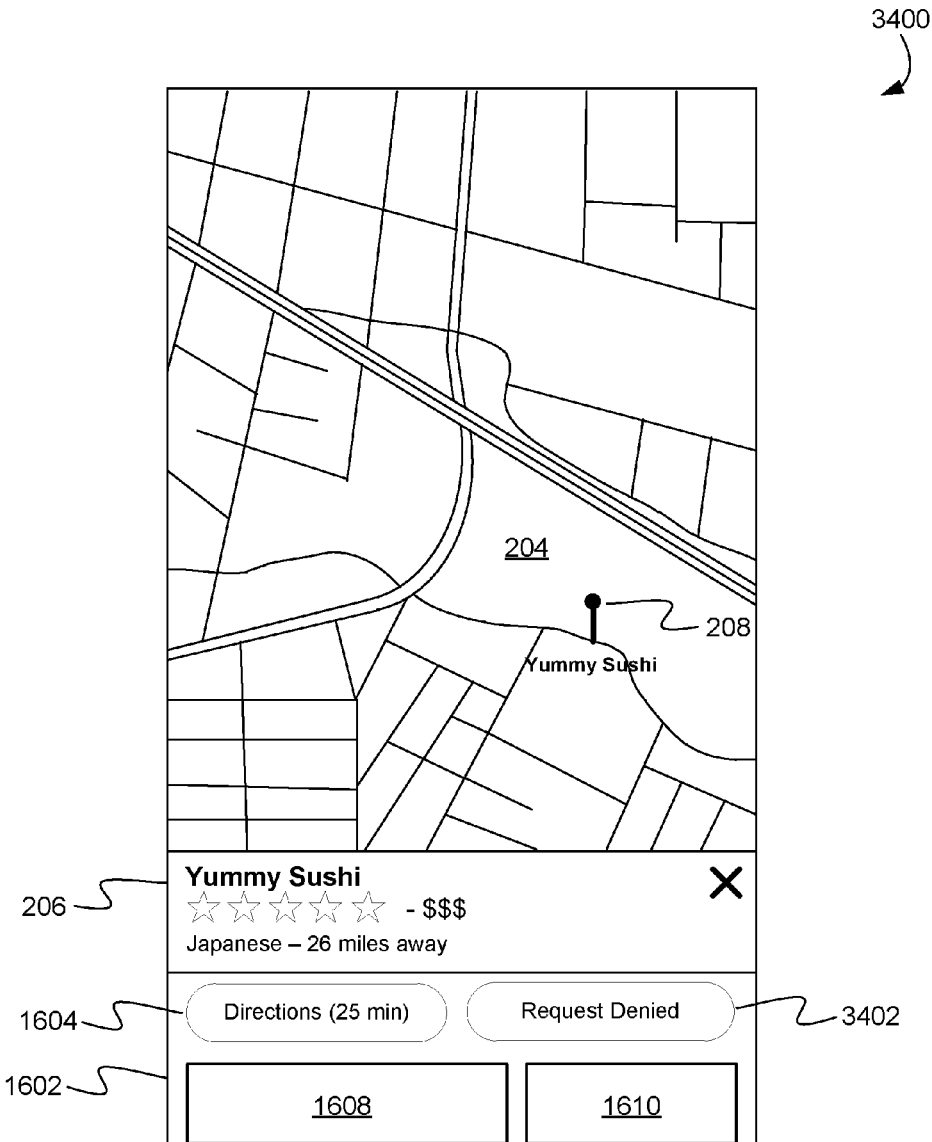 3400
204
208
Yummy Sushi
206
Yummy Sushi
- $$$
Japanese – 26 miles away
1604
Directions (25 min)
Request Denied
3402
1602
1608
1610